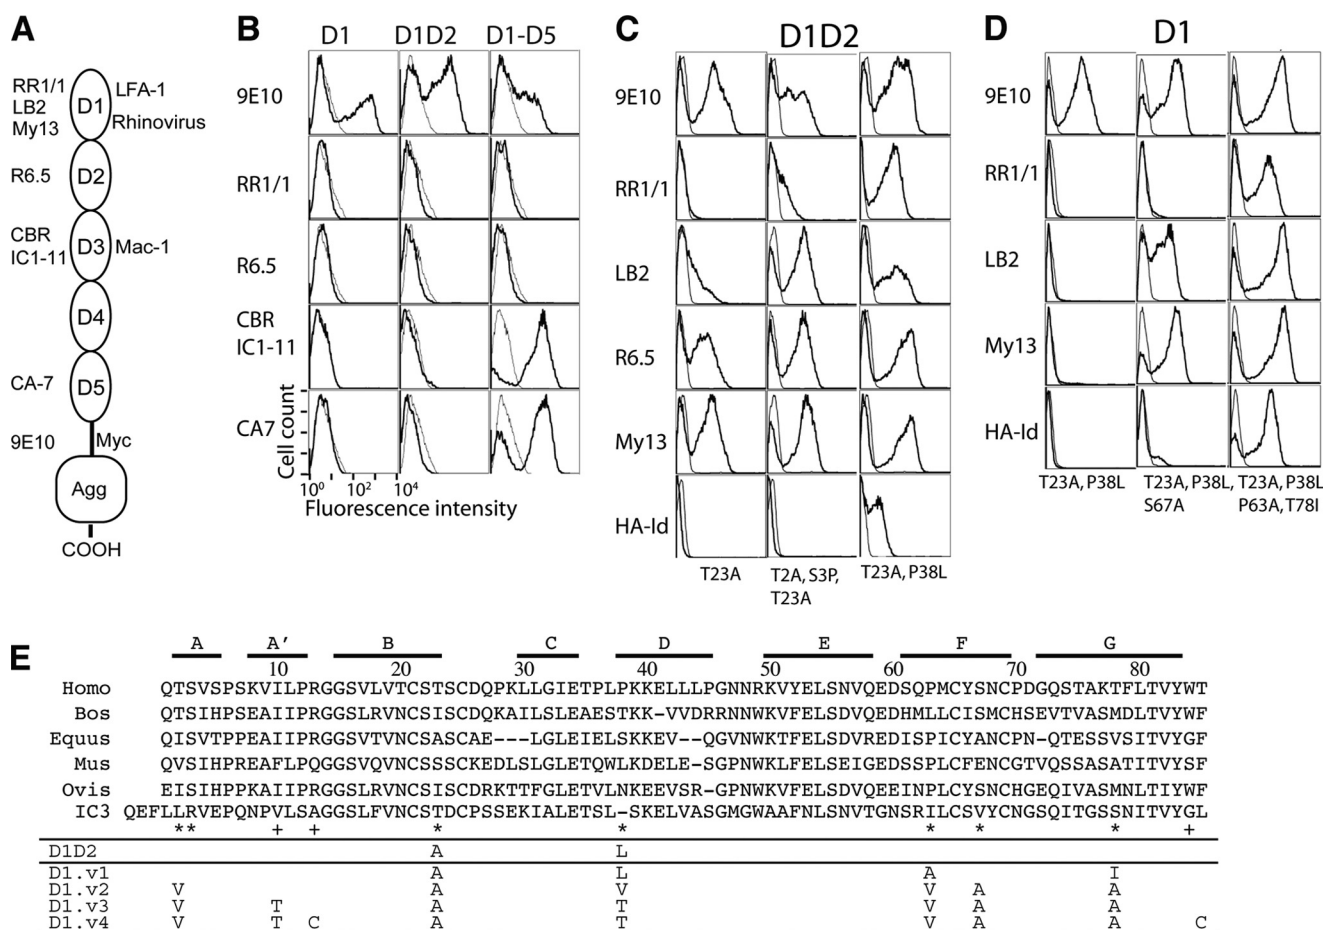 A
RR1/1
LB2
My13
D1
LFA-1
Rhinovirus
R6.5
D2
CBR
IC1-11
D3
Mac-1
D4
CA-7
D5
9E10
Myc
Agg
COOH
B
D1 D1D2 D1-D5
9E10
RR1/1
R6.5
CBR
IC1-11
CA7
Cell count
10⁰ 10² 10⁴
Fluorescence intensity
C
D1D2
9E10
RR1/1
LB2
R6.5
My13
HA-Id
T23A
T2A, S3P,
T23A
T23A, P38L
D
D1
9E10
RR1/1
LB2
My13
HA-Id
T23A, P38L
T23A, P38L,
S67A
T23A, P38L
P63A, T78I
E
A A’ B C D E F G
10 20 30 40 50 60 70 80
Homo QTSVSPSKVILPRGGSVLVTCSTSCDQPKLLGIETPLPKKELLLPGNNRKVYELSNVQEDSQPMCYSNCPDGQSTAKTFLTVYWT
Bos QTSIHPSEAIIPRGGSLRVNCSISCDQKAILSLEAESTKK-VVDRRNNWKVFELSDVQEDHMLLCISMCHSEVTVASMDLTVYWF
Equus QISVTPPEAIIPRGGSVTVNCSASCAE---LGLEIELSKKEV--QGVNWKTFELSDVREDISPICYANCPN-QTESSVSITVYGF
Mus QVSIHPREAFLPQGGSVQVNCSSSCKEDLSLGLETQWLKDELE-SGPNWKLFELSEIGEDSSPLCFENCGTVQSSASATITVYSF
Ovis EISIHPPKAIIPRGGSLTVNCSISCDRKTTFGLETVLNKEEVSR-GPNWKVFELSDVQEEINPLCYSNCHGEQIVASMNLTIYWF
IC3 QEFLLRVEPQNPVLSAGGSLFVNCSTDCPSSEKIALETSL-SKELVASGMGWAAFNLSNVTGNSRILCSVYCNGSQITGSSNITVYGL
** + + * * * * * +
D1D2 A L
D1.v1 A L A I
D1.v2 V A V V A A
D1.v3 V T A T V A A
D1.v4 V T C A T V A A C